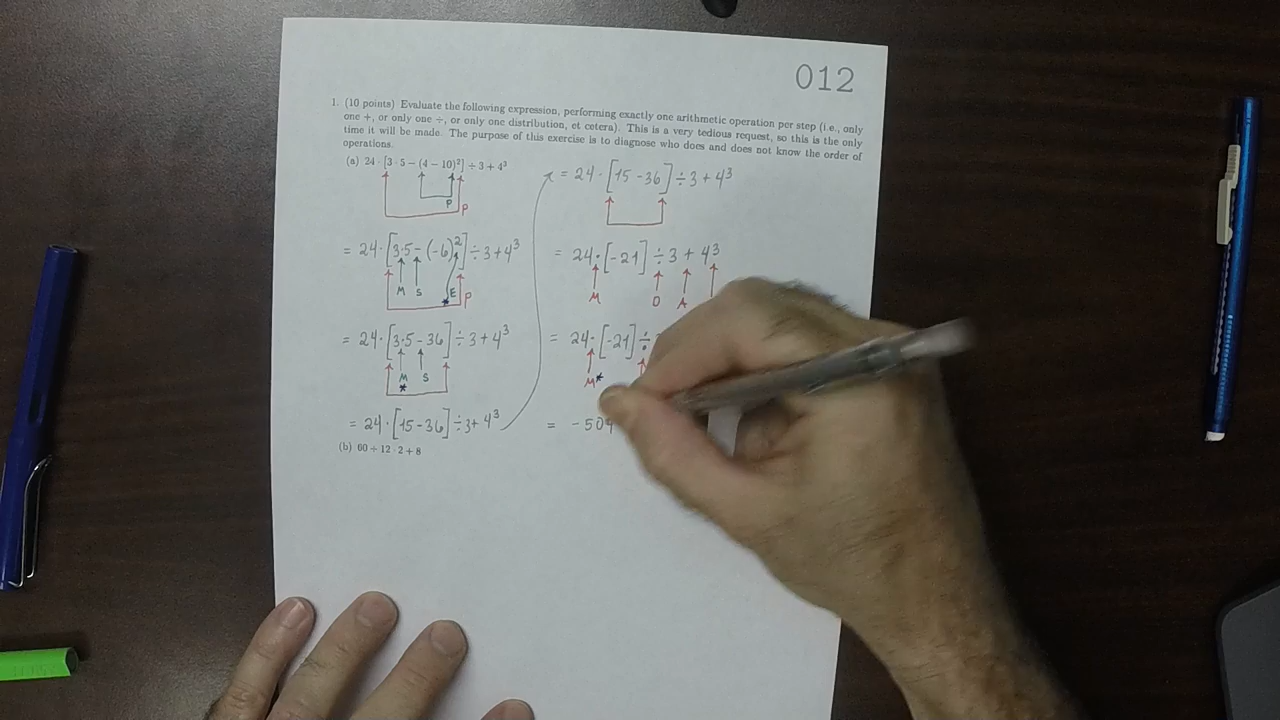 012
1. (10 points) Evaluate the following expression, performing exactly one arithmetic operation per step (i.e., only
one +, or only one ÷, or only one distribution, et cetera). This is a very tedious request, so this is the only
time it will be made. The purpose of this exercise is to diagnose who does and does not know the order of
operations.
(a) 24 · [3 · 5 − (4 − 10)²] ÷ 3 + 4³
P
P
= 24·[3·5−(−6)²]÷3+4³
M S E P
*
= 24·[3·5−36]÷3+4³
M S
*
= 24·[15−36]÷3+4³
= 24·[15−36]÷3+4³
= 24·[−21]÷3+4³
M D A
= 24·[−21]÷
M*
= −504
(b) 60 ÷ 12 · 2 + 8